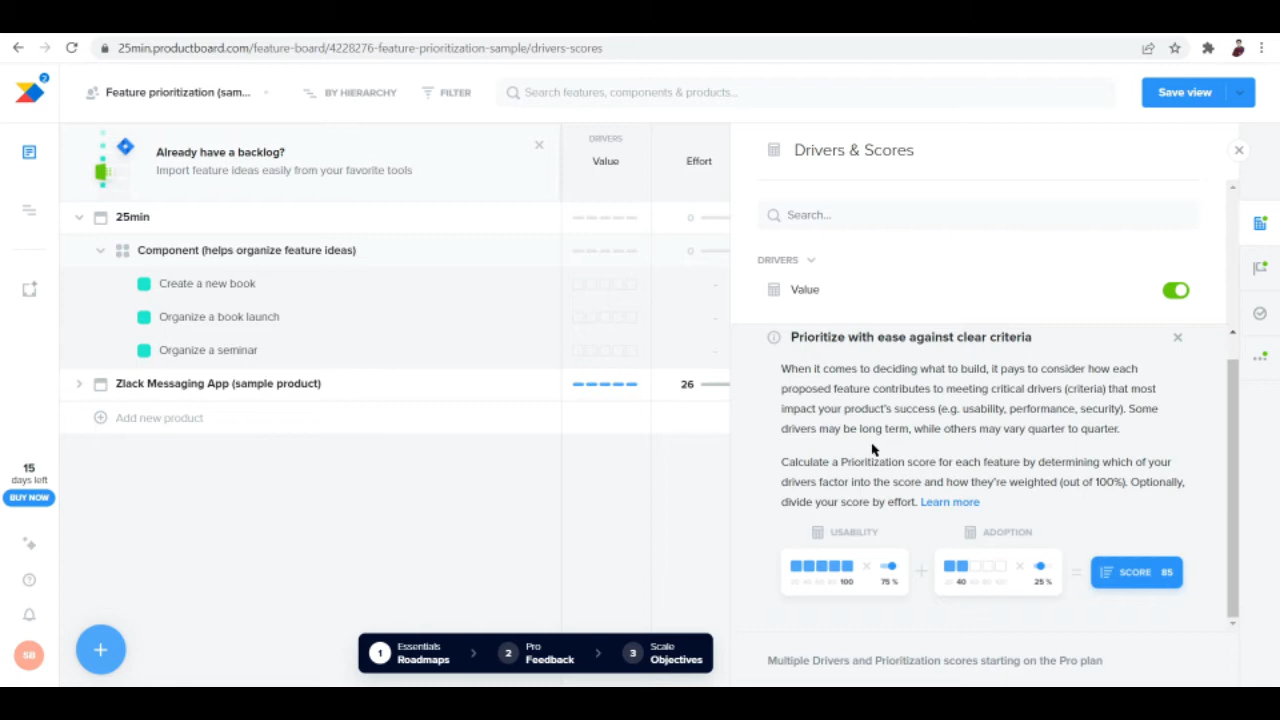 25min.productboard.com/feature-board/4228276-feature-prioritization-sample/drivers-scores
2
Feature prioritization (sam...
BY HIERARCHY
FILTER
Search features, components & products...
Save view
Already have a backlog?
Import feature ideas easily from your favorite tools
DRIVERS
Value
Effort
25min
0
Component (helps organize feature ideas)
0
Create a new book
-
Organize a book launch
-
Organize a seminar
-
Zlack Messaging App (sample product)
26
Add new product
Drivers & Scores
Search...
DRIVERS
Value
Prioritize with ease against clear criteria
When it comes to deciding what to build, it pays to consider how each
proposed feature contributes to meeting critical drivers (criteria) that most
impact your product's success (e.g. usability, performance, security). Some
drivers may be long term, while others may vary quarter to quarter.
Calculate a Prioritization score for each feature by determining which of your
drivers factor into the score and how they're weighted (out of 100%). Optionally,
divide your score by effort. Learn more
USABILITY
ADOPTION
20 40 60 80 100
75 %
+
20 40 60 80 100
25 %
=
SCORE 85
Multiple Drivers and Prioritization scores starting on the Pro plan
15
days left
BUY NOW
SB
+
1 Essentials
Roadmaps
2 Pro
Feedback
3 Scale
Objectives